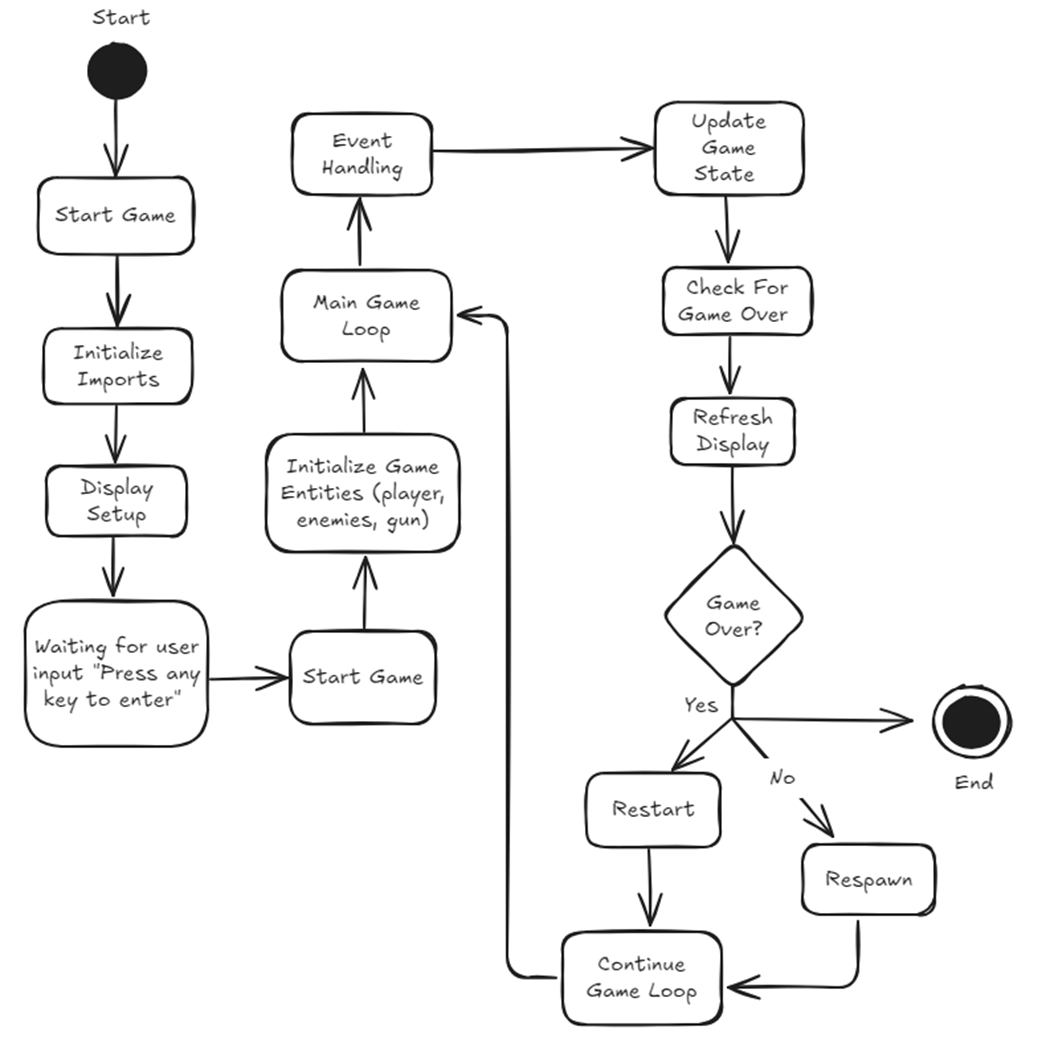 Start
Start Game
Initialize
Imports
Display
Setup
Waiting for user
input "Press any
key to enter"
Start Game
Initialize Game
Entities (player,
enemies, gun)
Main Game
Loop
Event
Handling
Update
Game
State
Check For
Game Over
Refresh
Display
Game
Over?
Yes
No
End
Restart
Respawn
Continue
Game Loop